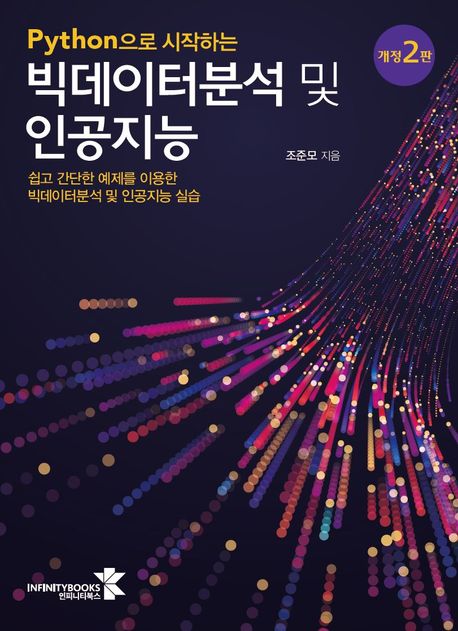 Python으로 시작하는
개정2판
빅데이터분석 및
인공지능
조준모 지음
쉽고 간단한 예제를 이용한
빅데이터분석 및 인공지능 실습
INFINITYBOOKS
인피니티북스